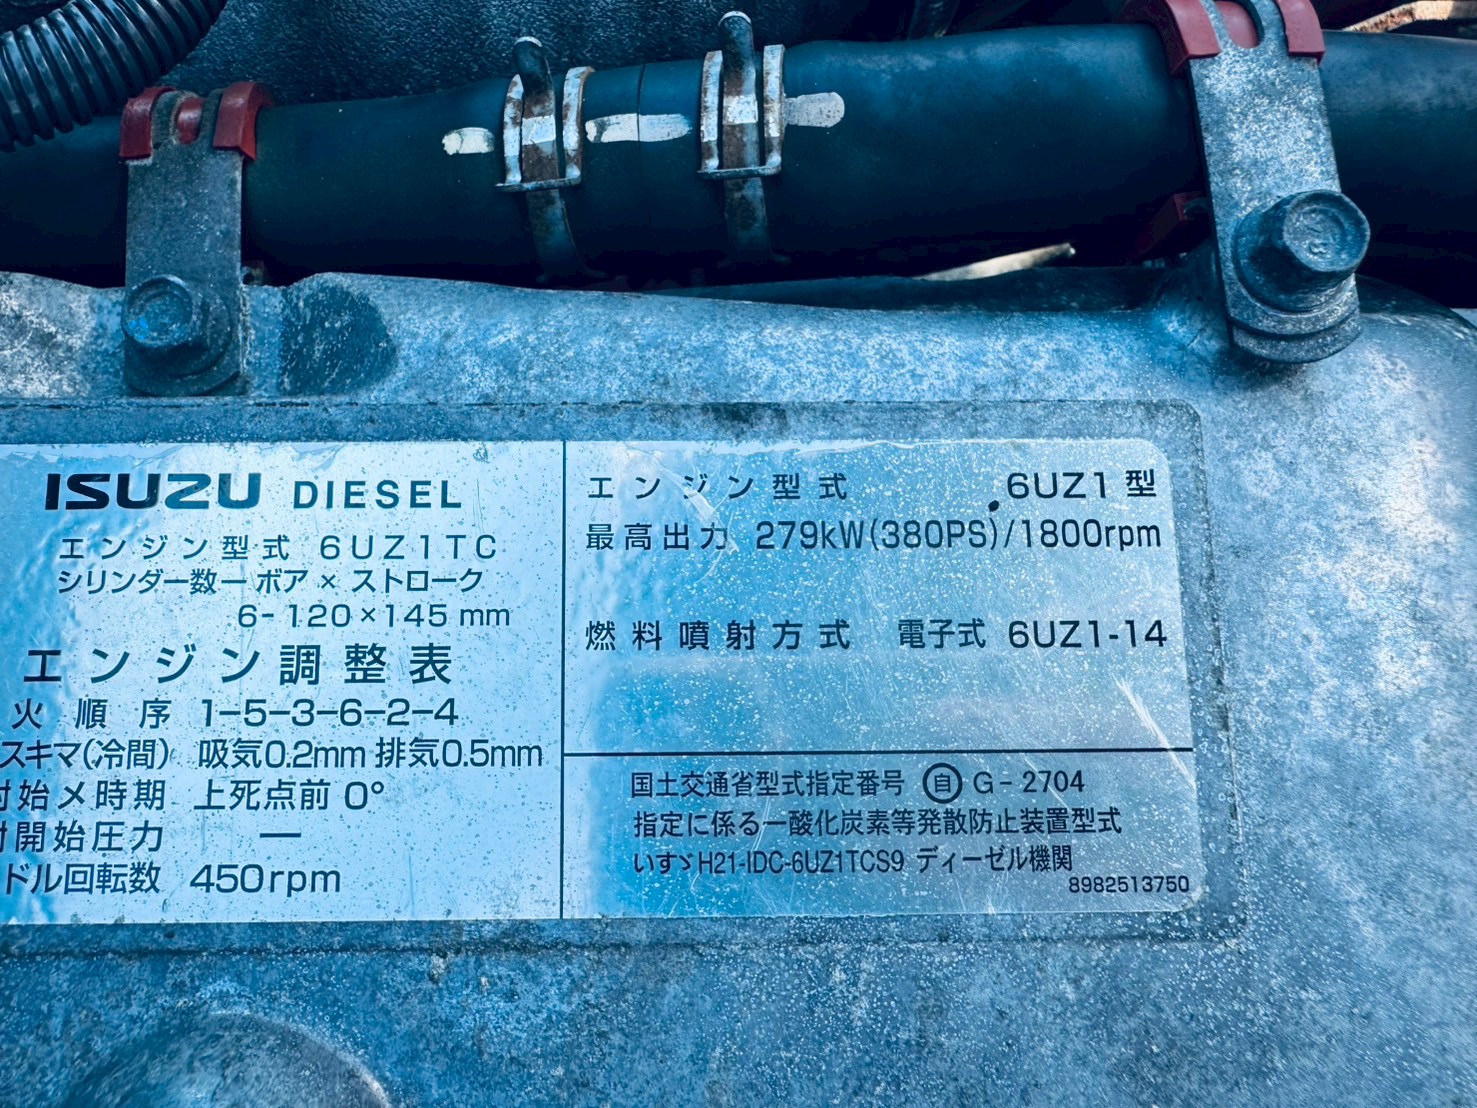 ISUZU DIESEL
エンジン型式 6UZ1TC
シリンダー数ー ボア × ストローク
6-120×145 mm
エンジン調整表
火順序 1-5-3-6-2-4
スキマ(冷間) 吸気0.2mm 排気0.5mm
始メ時期 上死点前 0°
開始圧力 —
ドル回転数 450rpm
エンジン型式 6UZ1型
最高出力 279kW(380PS)/1800rpm
燃料噴射方式 電子式 6UZ1-14
国土交通省型式指定番号 ㊂自 G-2704
指定に係る一酸化炭素等発散防止装置型式
いすゞH21-IDC-6UZ1TCS9 ディーゼル機関
8982513750